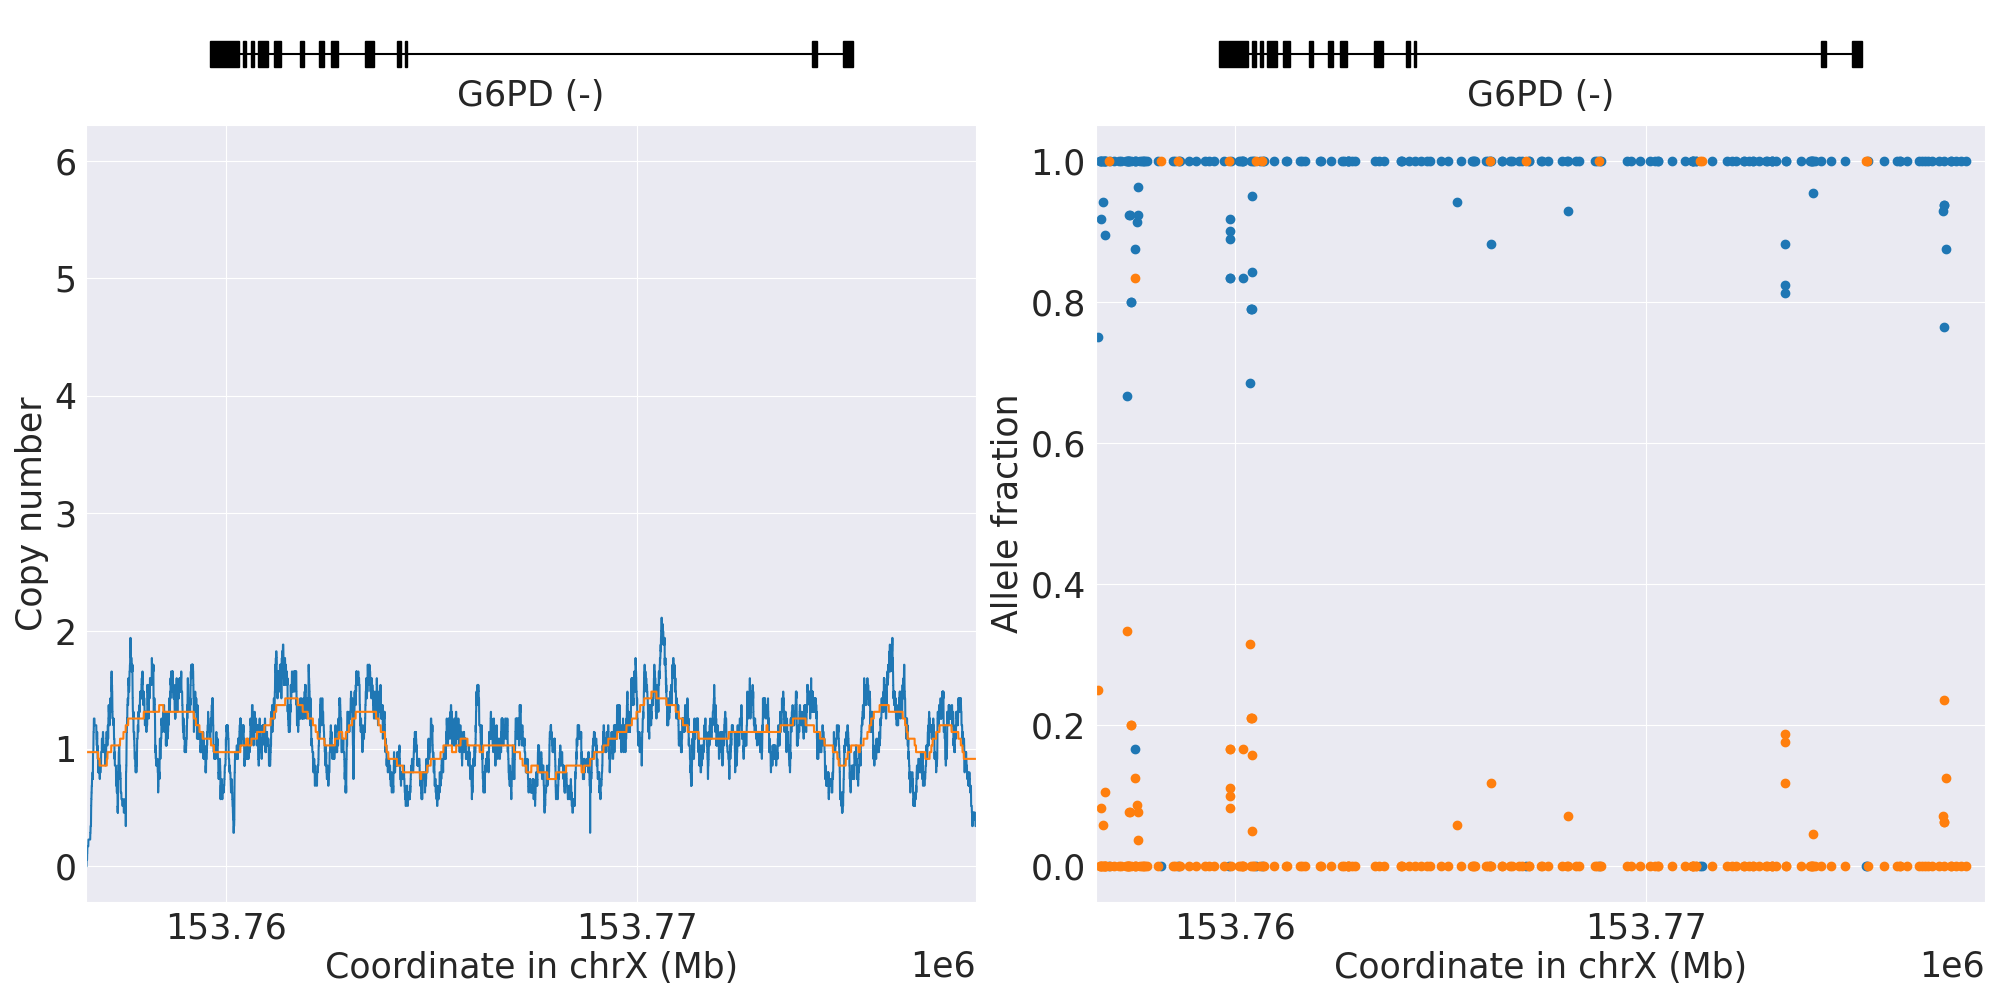 G6PD (-)
6
5
4
3
2
1
0
Copy number
153.76
153.77
Coordinate in chrX (Mb)
1e6
G6PD (-)
1.0
0.8
0.6
0.4
0.2
0.0
Allele fraction
153.76
153.77
Coordinate in chrX (Mb)
1e6